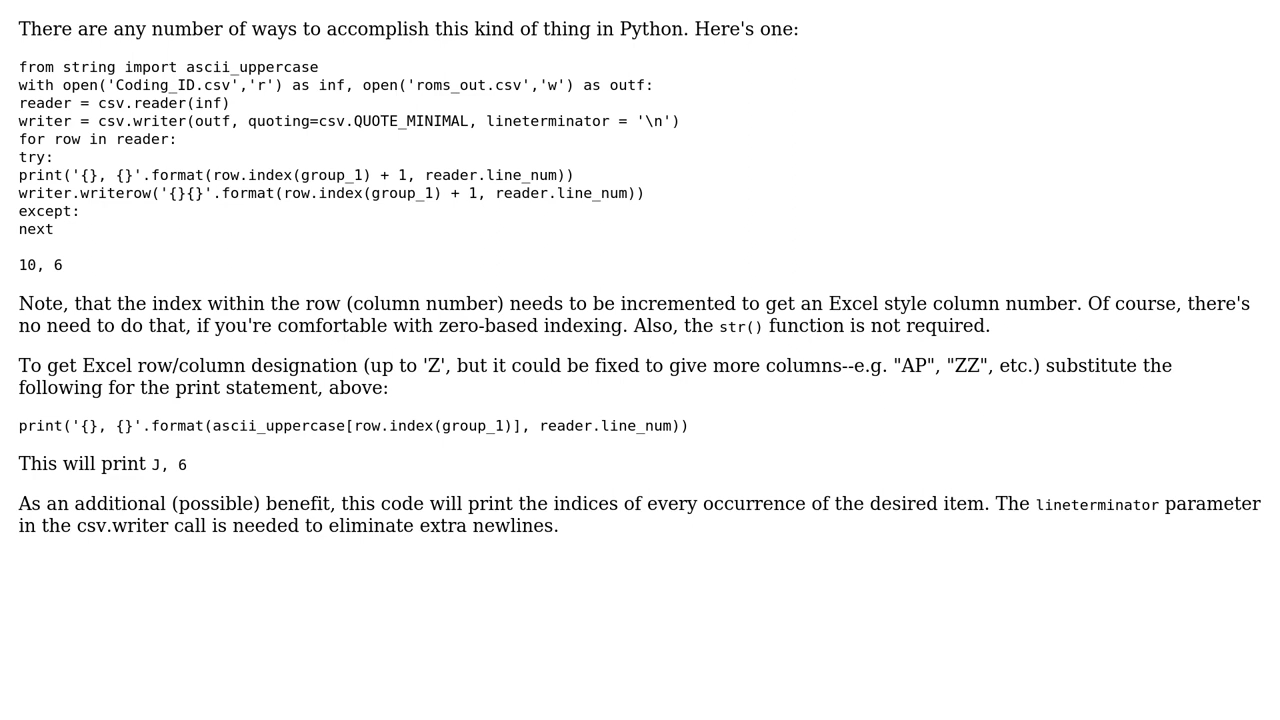 There are any number of ways to accomplish this kind of thing in Python. Here's one:
from string import ascii_uppercase
with open('Coding_ID.csv','r') as inf, open('roms_out.csv','w') as outf:
reader = csv.reader(inf)
writer = csv.writer(outf, quoting=csv.QUOTE_MINIMAL, lineterminator = '\n')
for row in reader:
try:
print('{}, {}'.format(row.index(group_1) + 1, reader.line_num))
writer.writerow('{}{}'.format(row.index(group_1) + 1, reader.line_num))
except:
next
10, 6
Note, that the index within the row (column number) needs to be incremented to get an Excel style column number. Of course, there's
no need to do that, if you're comfortable with zero-based indexing. Also, the str() function is not required.
To get Excel row/column designation (up to 'Z', but it could be fixed to give more columns--e.g. "AP", "ZZ", etc.) substitute the
following for the print statement, above:
print('{}, {}'.format(ascii_uppercase[row.index(group_1)], reader.line_num))
This will print J, 6
As an additional (possible) benefit, this code will print the indices of every occurrence of the desired item. The lineterminator parameter
in the csv.writer call is needed to eliminate extra newlines.